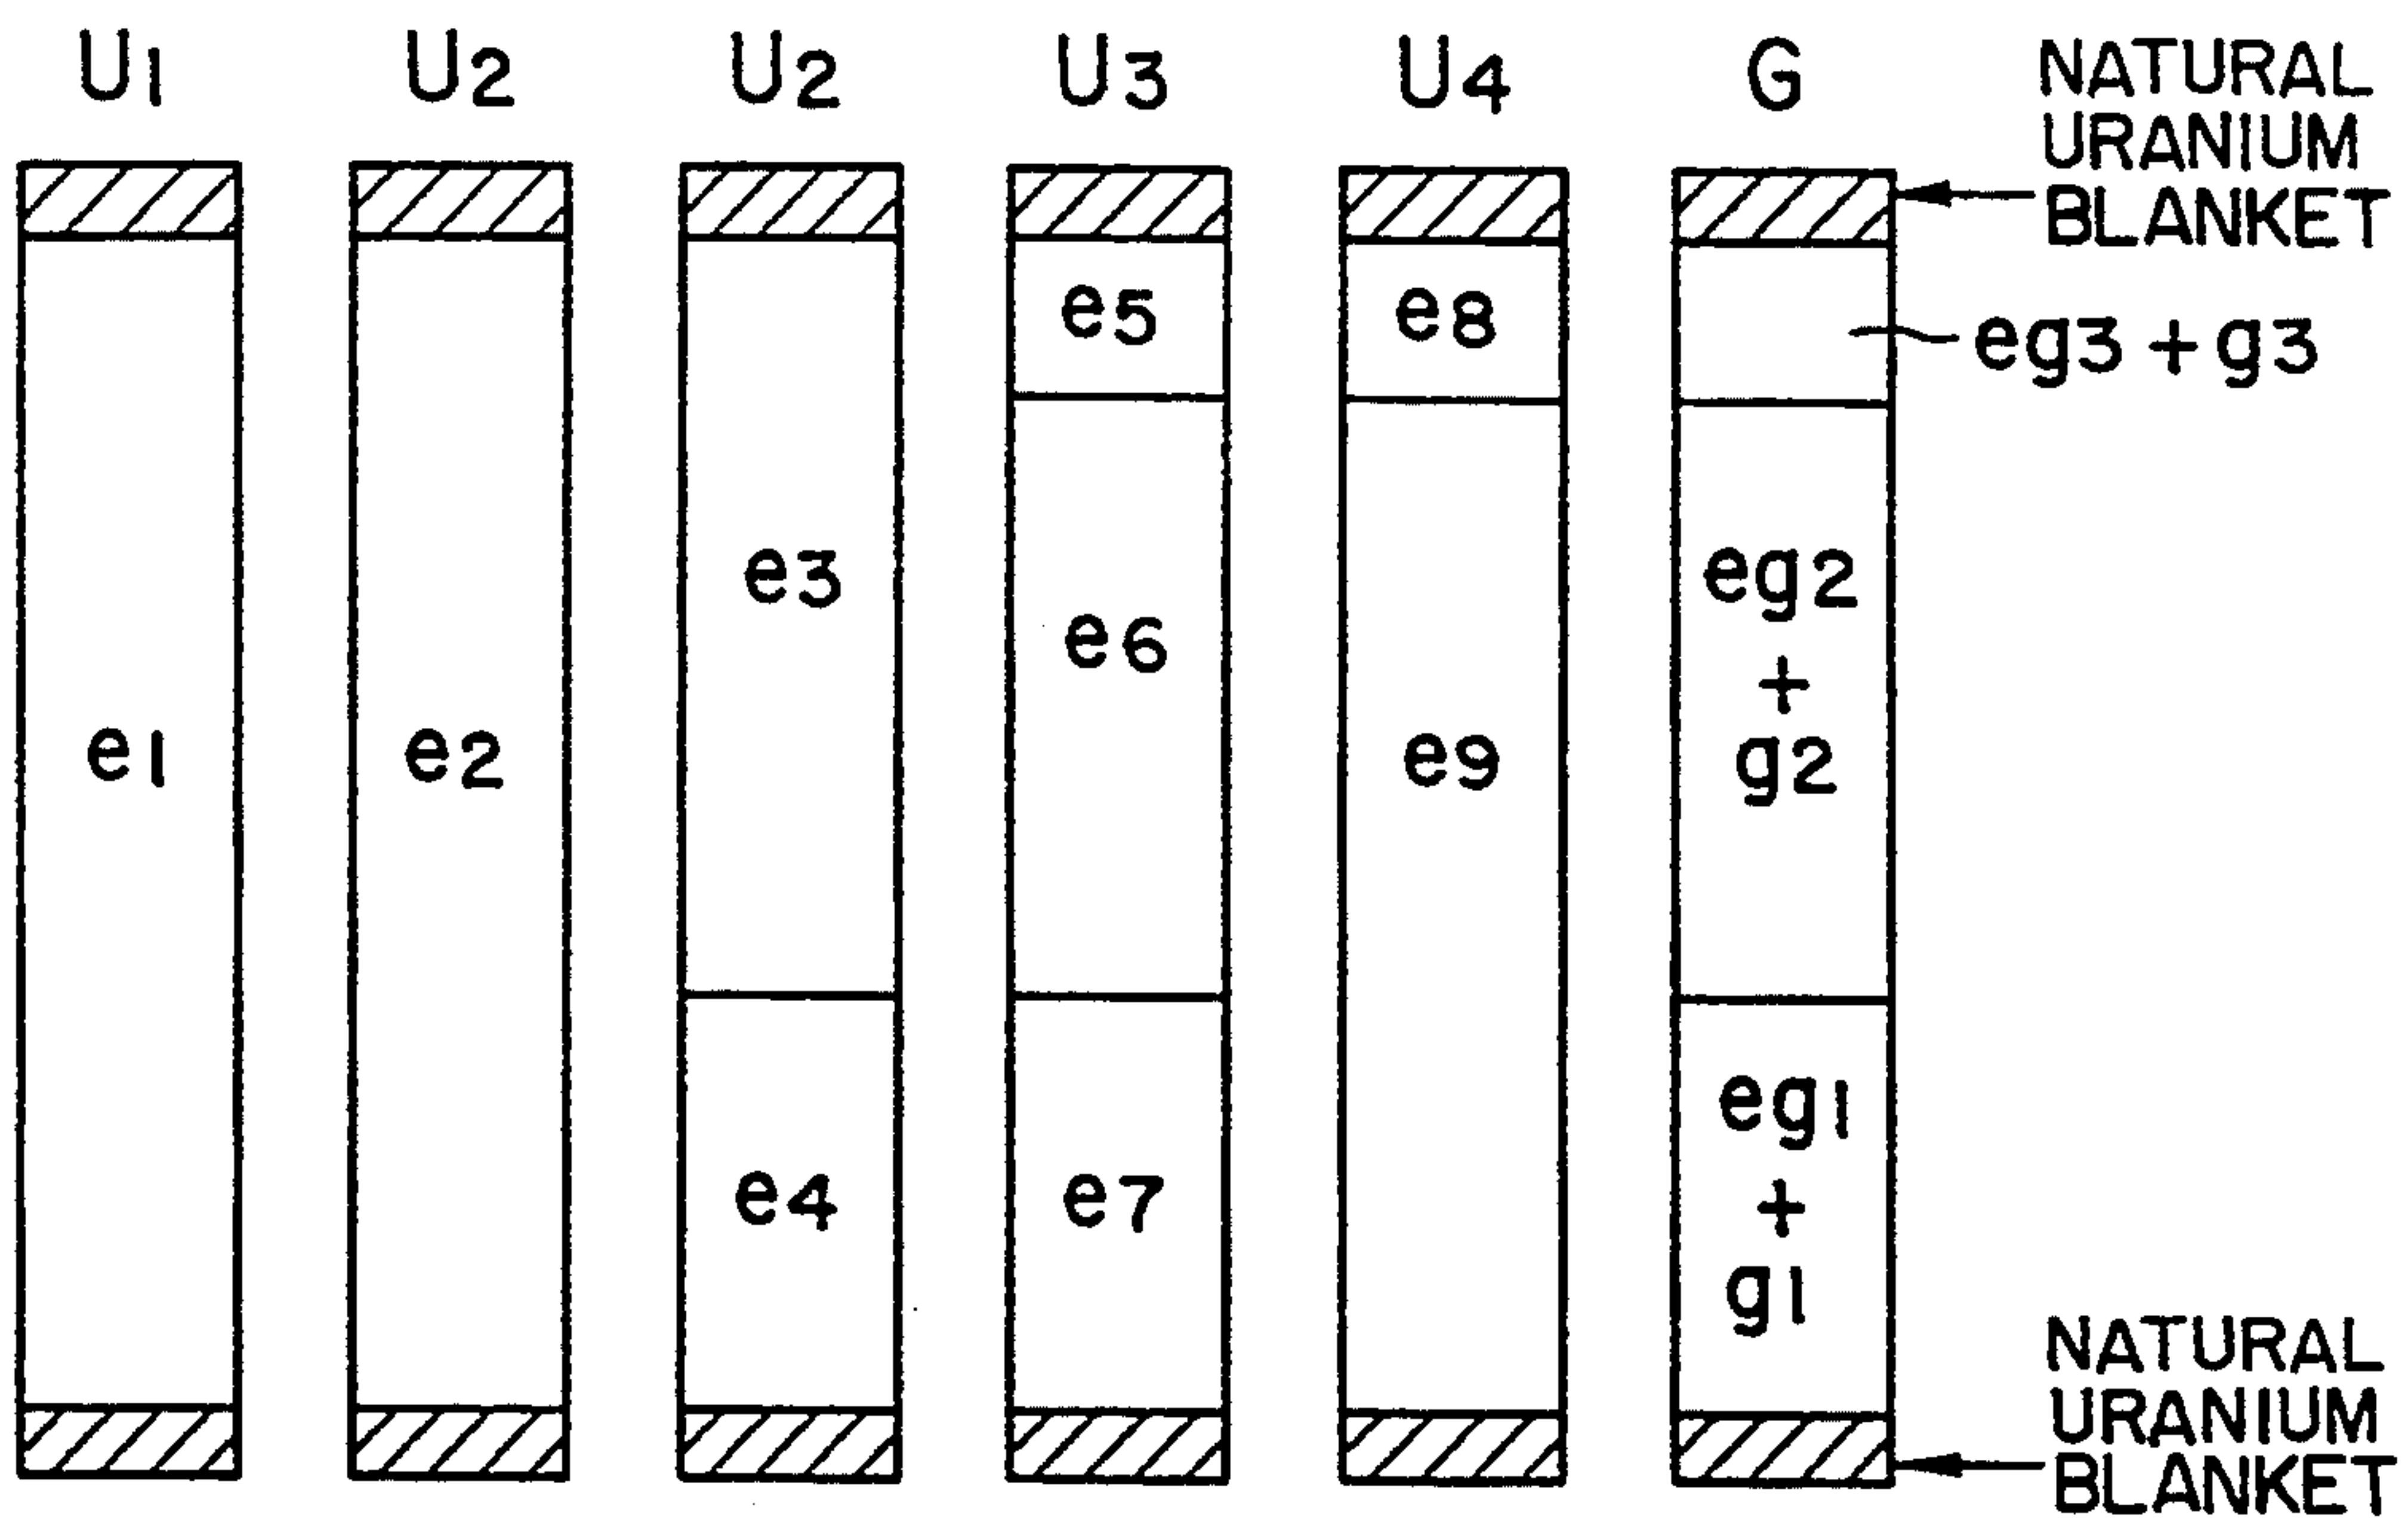 U1 U2 U2 U3 U4 G
NATURAL
URANIUM
BLANKET
e5 e8
eg3 + g3
e3 e6 eg2
+
g2
e1 e2 e9
e4 e7 eg1
+
g1
NATURAL
URANIUM
BLANKET